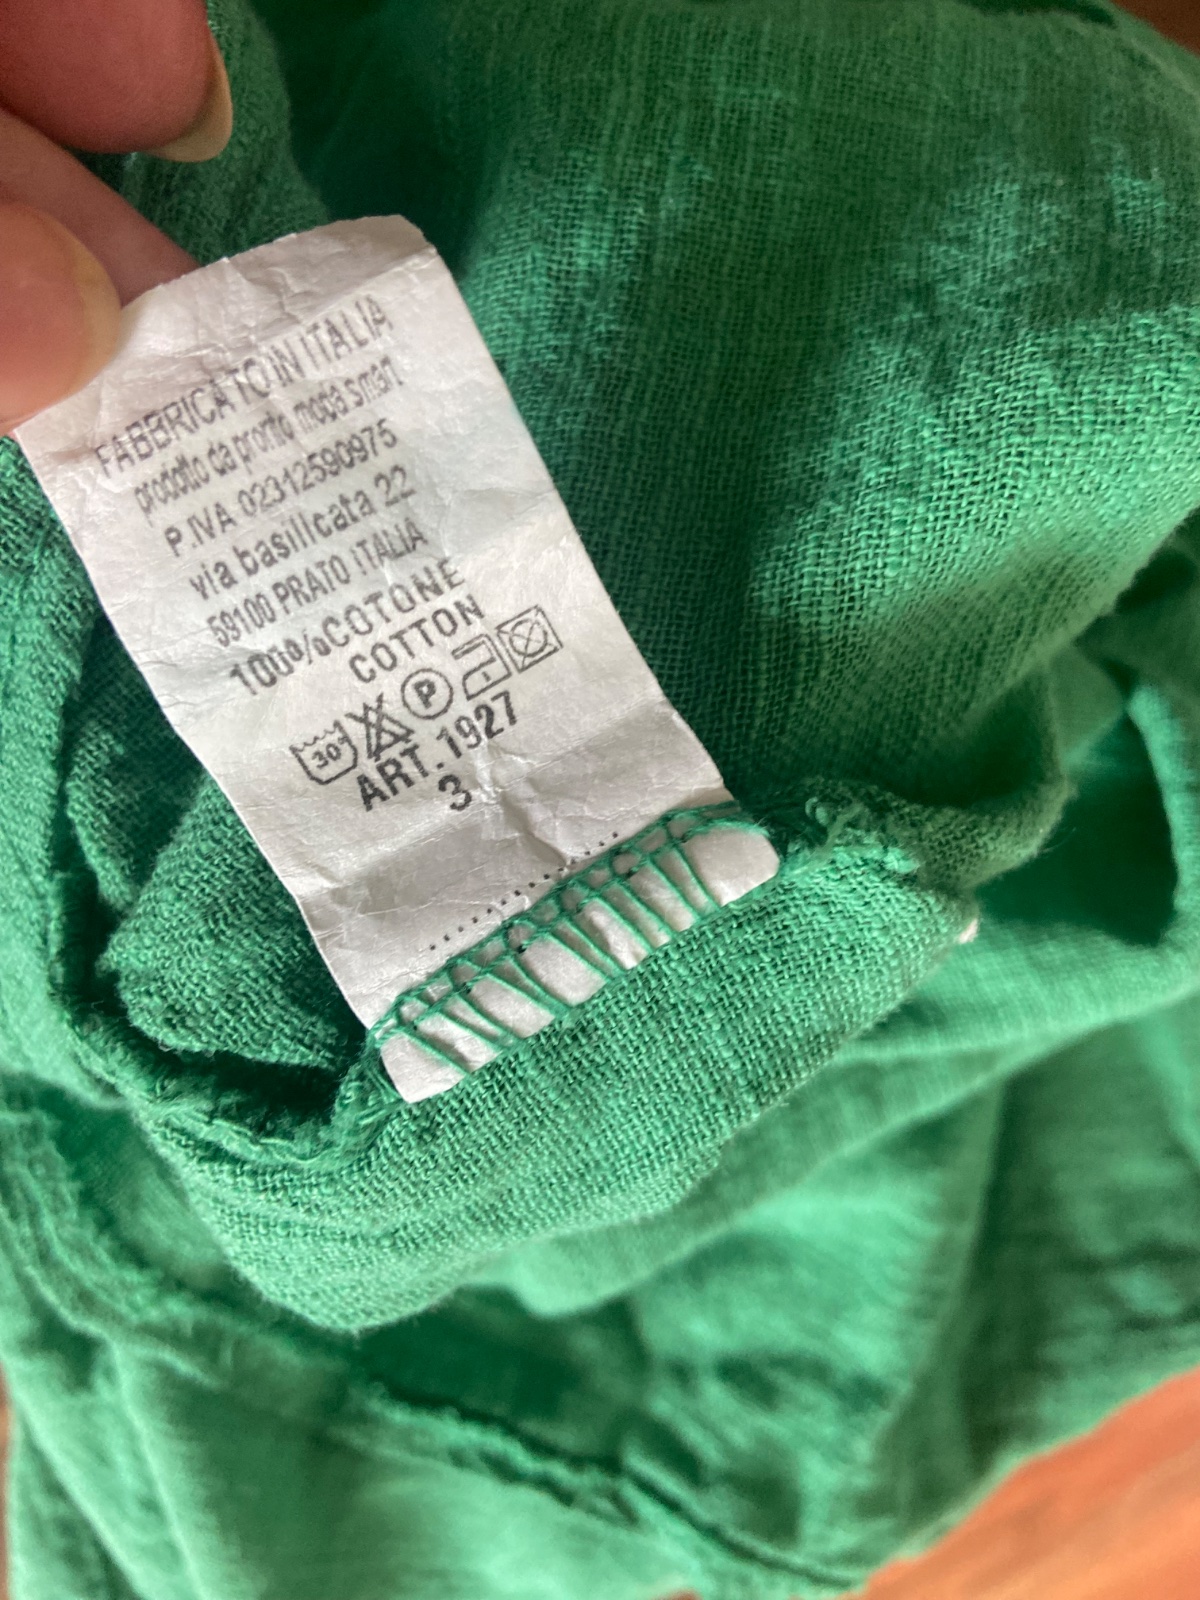 FABBRICATO IN ITALIA
prodotto da pronto moda smart
P.IVA 02312590975
via basilicata 22
59100 PRATO ITALIA
100%COTONE
COTTON
30° P
ART.1927
3